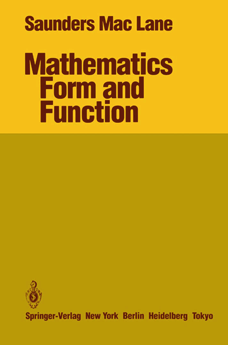 Saunders Mac Lane
Mathematics
Form and
Function
Springer-Verlag New York Berlin Heidelberg Tokyo